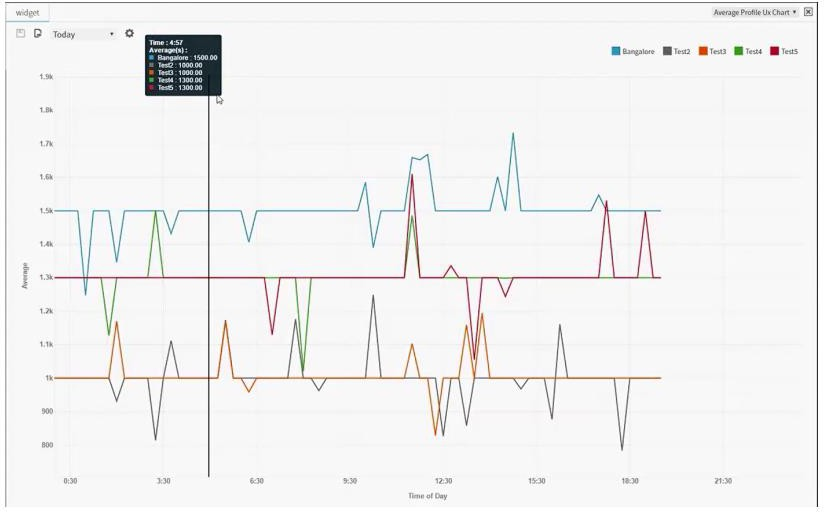 widget
Average Profile Ux Chart
Today
Time : 4:57
Average(s) :
Bangalore : 1500.00
Test2 : 1000.00
Test3 : 1000.00
Test4 : 1300.00
Test5 : 1300.00
Bangalore Test2 Test3 Test4 Test5
1.9k
1.8k
1.7k
1.6k
1.5k
1.4k
1.3k
1.2k
1.1k
1k
900
800
Average
0:30 3:30 6:30 9:30 12:30 15:30 18:30 21:30
Time of Day